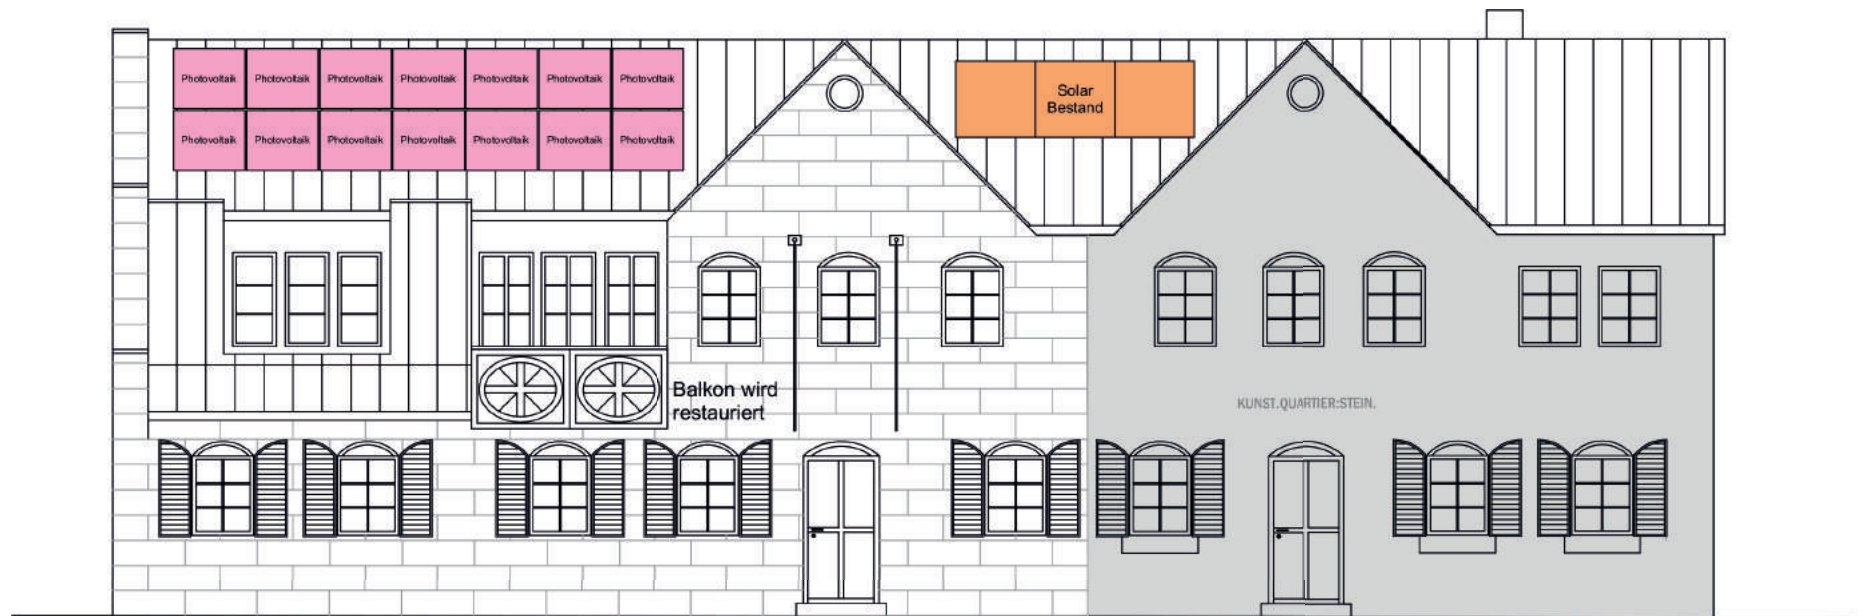 Photovoltaik Photovoltaik Photovoltaik Photovoltaik Photovoltaik Photovoltaik Photovoltaik
Photovoltaik Photovoltaik Photovoltaik Photovoltaik Photovoltaik Photovoltaik Photovoltaik
Solar
Bestand
Balkon wird
restauriert
KUNST.QUARTIER:STEIN.